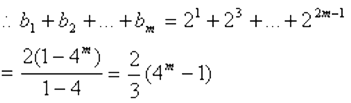 ∴ b₁ + b₂ + ... + bₘ = 2¹ + 2³ + ... + 2²ᵐ⁻¹
= 2(1 − 4ᵐ) / (1 − 4) = 2/3 (4ᵐ − 1)